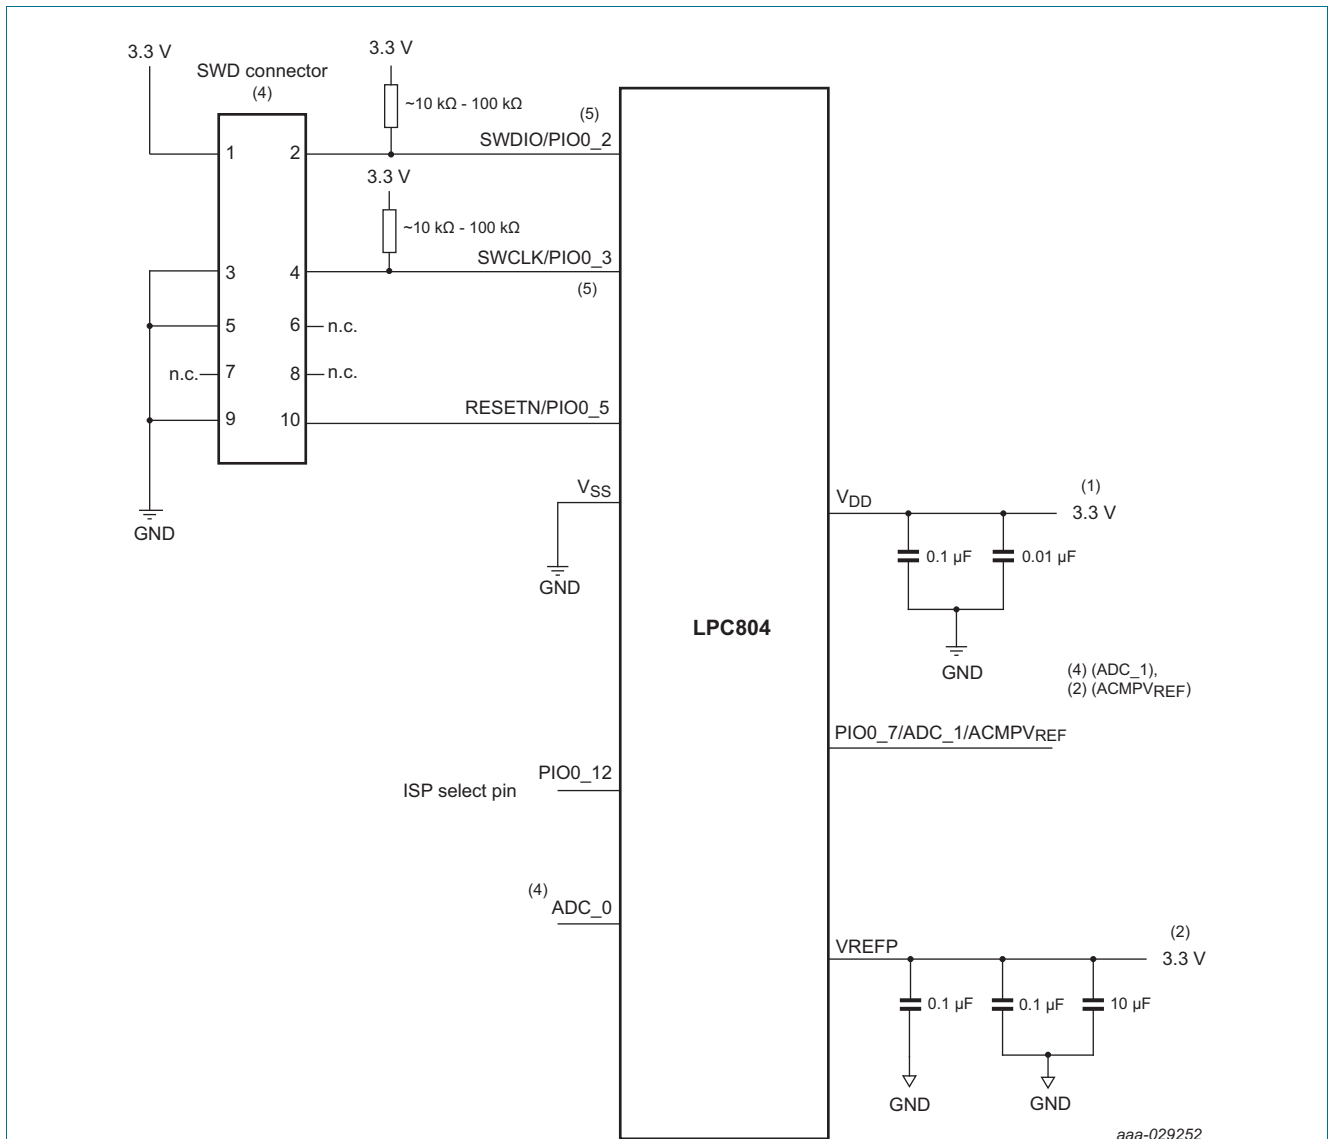 3.3 V
3.3 V
SWD connector
(4)
~10 kΩ - 100 kΩ
(5)
SWDIO/PIO0_2
1
2
3.3 V
~10 kΩ - 100 kΩ
SWCLK/PIO0_3
(5)
3
4
5
6
n.c.
n.c.
7
8
n.c.
RESETN/PIO0_5
9
10
GND
VSS
GND
VDD
(1)
3.3 V
0.1 µF
0.01 µF
GND
LPC804
(4) (ADC_1),
(2) (ACMPVREF)
PIO0_7/ADC_1/ACMPVREF
PIO0_12
ISP select pin
(4)
ADC_0
VREFP
(2)
3.3 V
0.1 µF
0.1 µF
10 µF
GND
GND
aaa-029252